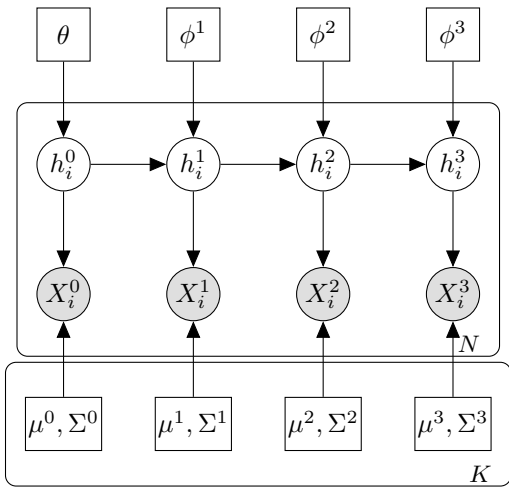 θ ϕ¹ ϕ² ϕ³
h⁰ᵢ h¹ᵢ h²ᵢ h³ᵢ
X⁰ᵢ X¹ᵢ X²ᵢ X³ᵢ
N
μ⁰, Σ⁰ μ¹, Σ¹ μ², Σ² μ³, Σ³
K